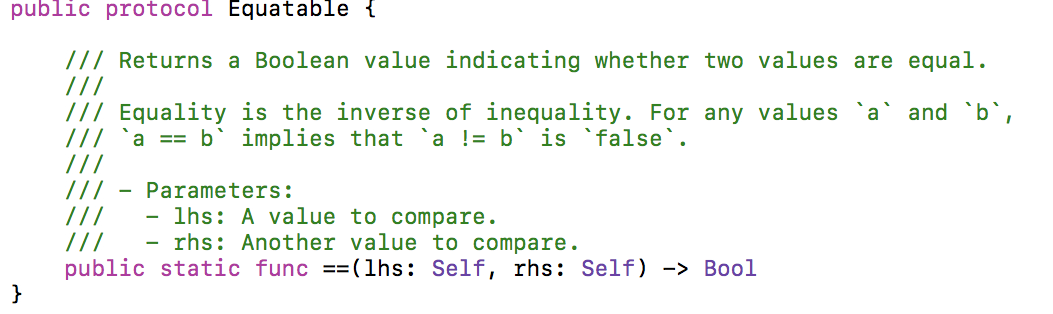 public protocol Equatable {
/// Returns a Boolean value indicating whether two values are equal.
///
/// Equality is the inverse of inequality. For any values `a` and `b`,
/// `a == b` implies that `a != b` is `false`.
///
/// - Parameters:
///   - lhs: A value to compare.
///   - rhs: Another value to compare.
public static func ==(lhs: Self, rhs: Self) -> Bool
}